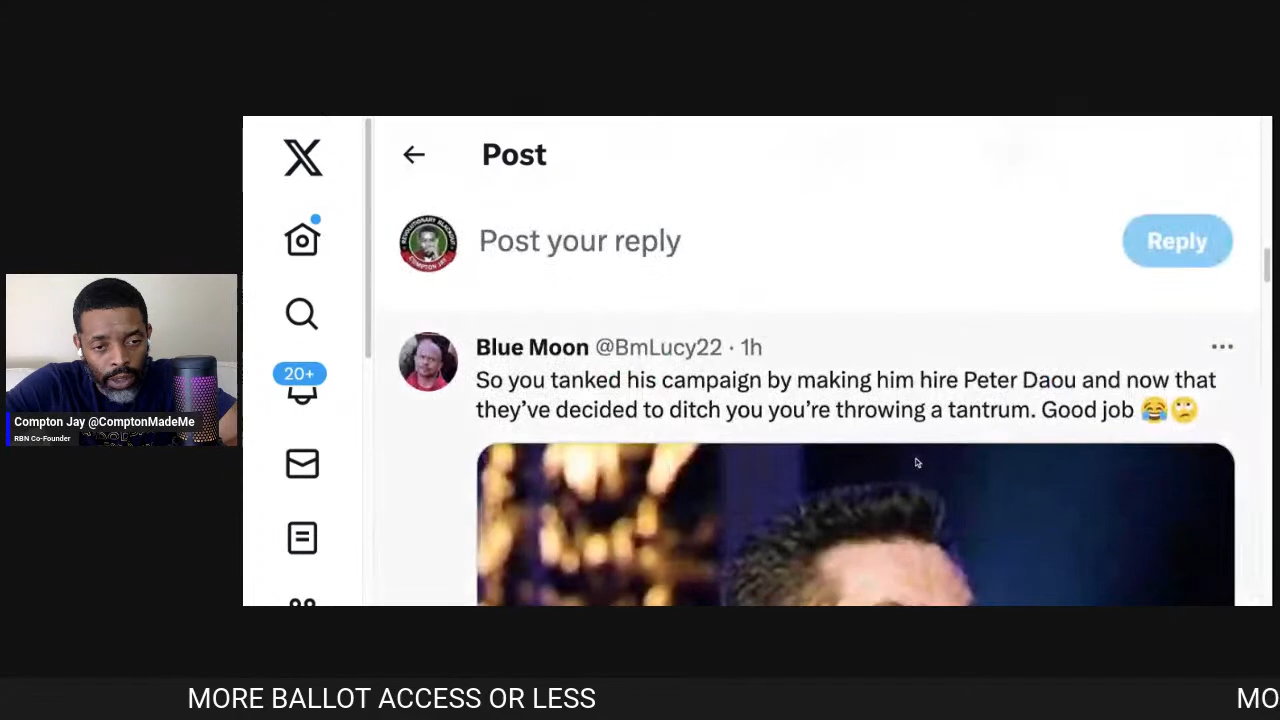 Post
Post your reply
Reply
Blue Moon @BmLucy22 · 1h
So you tanked his campaign by making him hire Peter Daou and now that
they've decided to ditch you you're throwing a tantrum. Good job 😂🙄
20+
Compton Jay @ComptonMadeMe
RBN Co-Founder
MORE BALLOT ACCESS OR LESS
MO